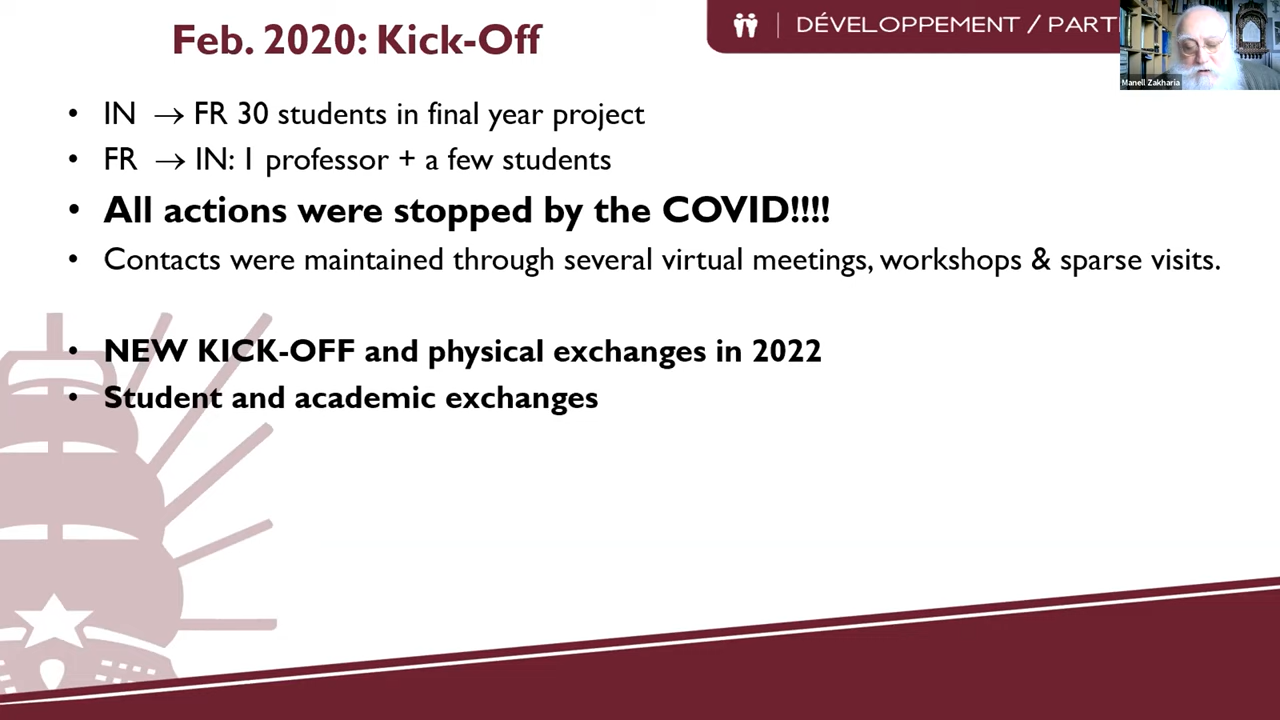 Feb. 2020: Kick-Off
DÉVELOPPEMENT / PARTI
Manell Zakharia
• IN → FR 30 students in final year project
• FR → IN: 1 professor + a few students
• All actions were stopped by the COVID!!!!
• Contacts were maintained through several virtual meetings, workshops & sparse visits.
• NEW KICK-OFF and physical exchanges in 2022
• Student and academic exchanges